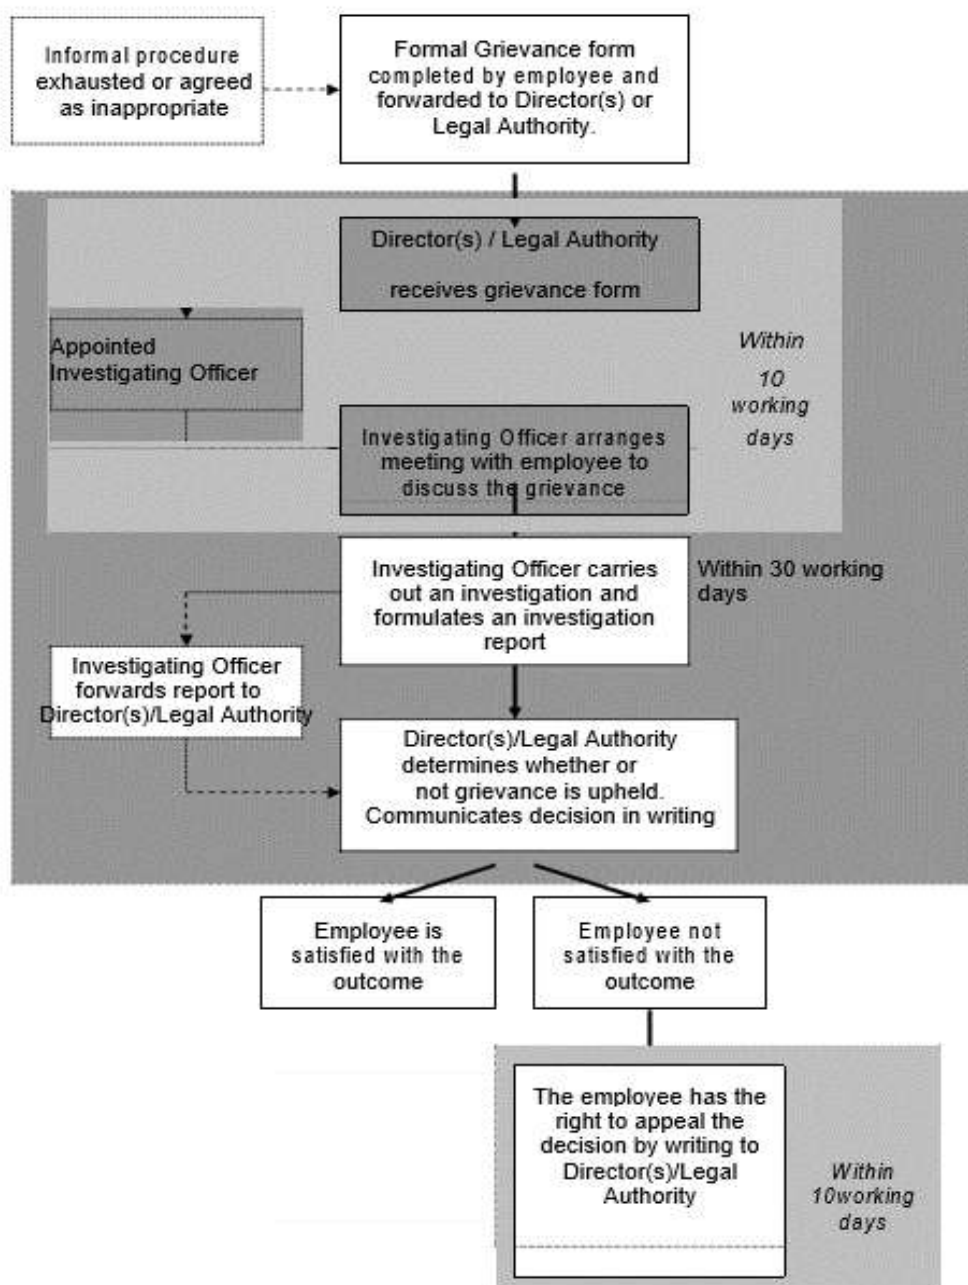 Informal procedure
exhausted or agreed
as inappropriate
Formal Grievance form
completed by employee and
forwarded to Director(s) or
Legal Authority.
Director(s) / Legal Authority
receives grievance form
Appointed
Investigating Officer
Within
10
working
days
Investigating Officer arranges
meeting with employee to
discuss the grievance
Investigating Officer carries
out an investigation and
formulates an investigation
report
Within 30 working
days
Investigating Officer
forwards report to
Director(s)/Legal Authority
Director(s)/Legal Authority
determines whether or
not grievance is upheld.
Communicates decision in writing
Employee is
satisfied with the
outcome
Employee not
satisfied with the
outcome
The employee has the
right to appeal the
decision by writing to
Director(s)/Legal
Authority
Within
10working
days